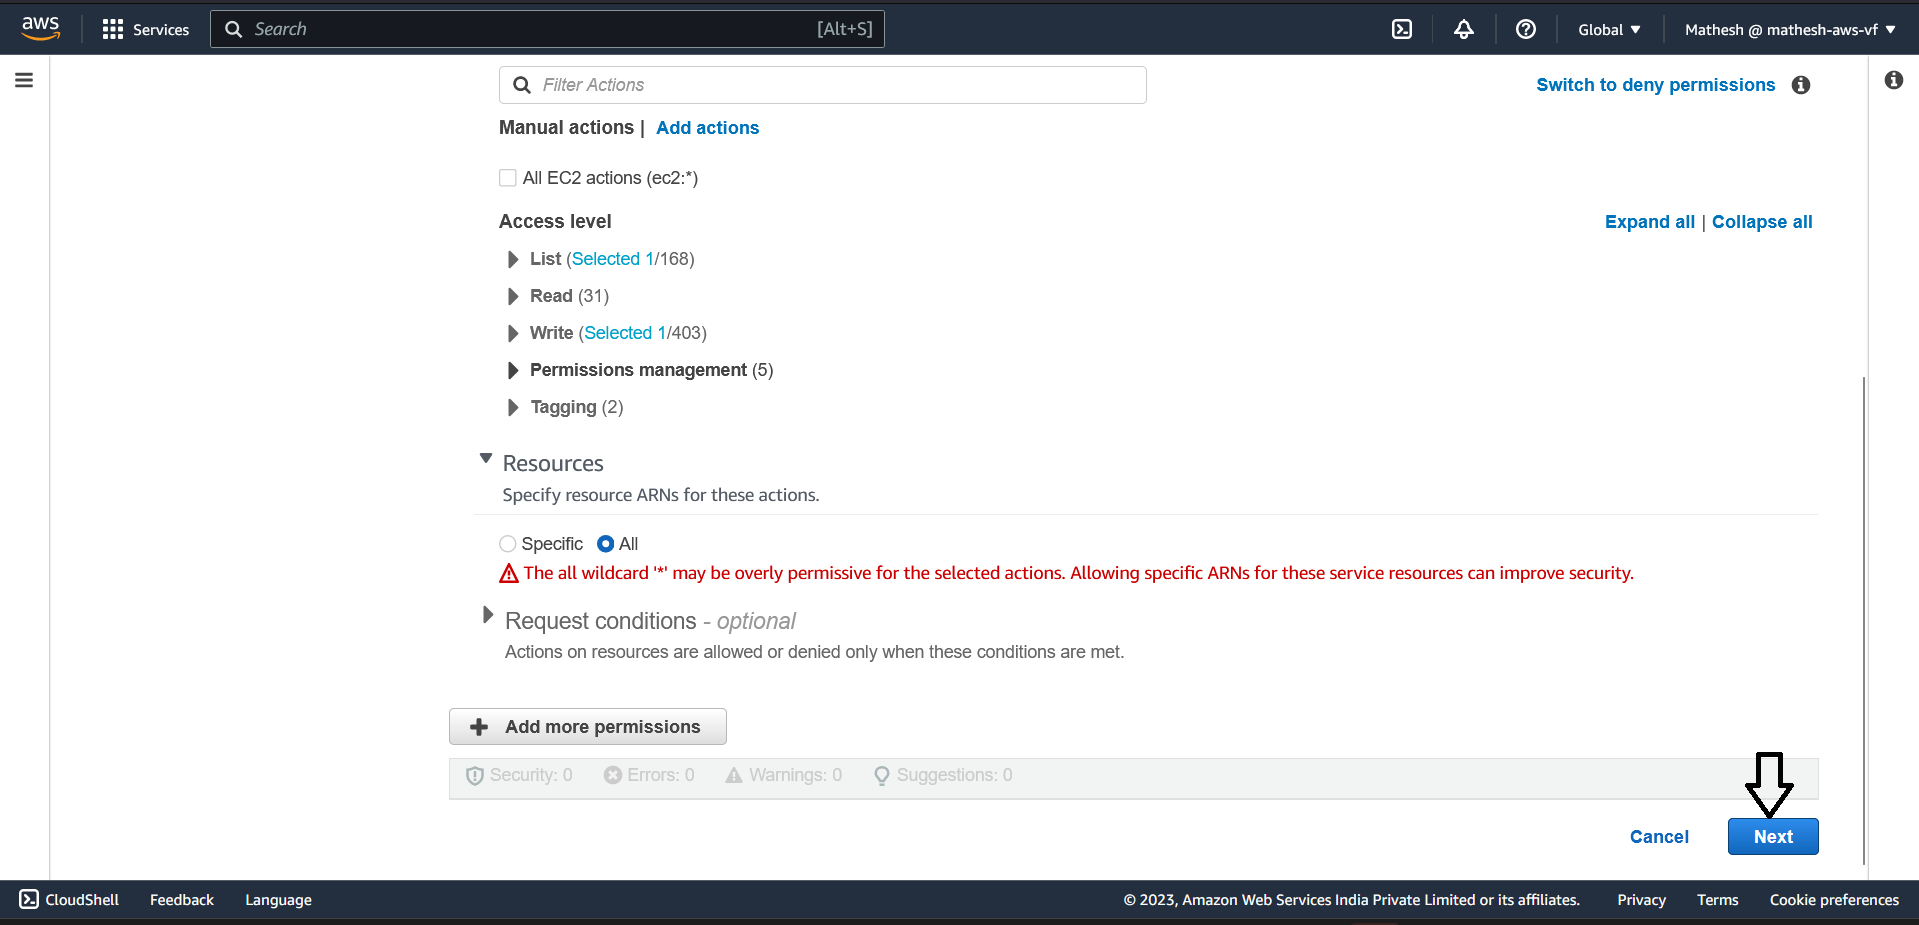 aws Services Search [Alt+S] Global ▼ Mathesh @ mathesh-aws-vf ▼
Filter Actions Switch to deny permissions
Manual actions | Add actions
All EC2 actions (ec2:*)
Access level Expand all | Collapse all
List (Selected 1/168)
Read (31)
Write (Selected 1/403)
Permissions management (5)
Tagging (2)
Resources
Specify resource ARNs for these actions.
Specific All
The all wildcard '*' may be overly permissive for the selected actions. Allowing specific ARNs for these service resources can improve security.
Request conditions - optional
Actions on resources are allowed or denied only when these conditions are met.
Add more permissions
Security: 0 Errors: 0 Warnings: 0 Suggestions: 0
Cancel Next
CloudShell Feedback Language © 2023, Amazon Web Services India Private Limited or its affiliates. Privacy Terms Cookie preferences